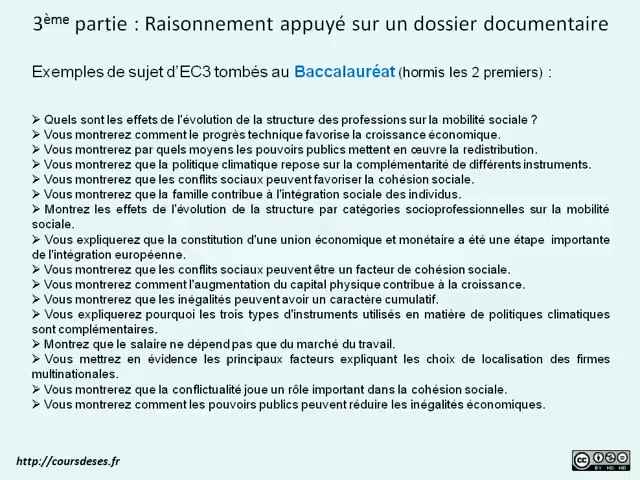 3ème partie : Raisonnement appuyé sur un dossier documentaire
Exemples de sujet d'EC3 tombés au Baccalauréat (hormis les 2 premiers) :
➢ Quels sont les effets de l'évolution de la structure des professions sur la mobilité sociale ?
➢ Vous montrerez comment le progrès technique favorise la croissance économique.
➢ Vous montrerez par quels moyens les pouvoirs publics mettent en œuvre la redistribution.
➢ Vous montrerez que la politique climatique repose sur la complémentarité de différents instruments.
➢ Vous montrerez que les conflits sociaux peuvent favoriser la cohésion sociale.
➢ Vous montrerez que la famille contribue à l'intégration sociale des individus.
➢ Montrez les effets de l'évolution de la structure par catégories socioprofessionnelles sur la mobilité
sociale.
➢ Vous expliquerez que la constitution d'une union économique et monétaire a été une étape importante
de l'intégration européenne.
➢ Vous montrerez que les conflits sociaux peuvent être un facteur de cohésion sociale.
➢ Vous montrerez comment l'augmentation du capital physique contribue à la croissance.
➢ Vous montrerez que les inégalités peuvent avoir un caractère cumulatif.
➢ Vous expliquerez pourquoi les trois types d'instruments utilisés en matière de politiques climatiques
sont complémentaires.
➢ Montrez que le salaire ne dépend pas que du marché du travail.
➢ Vous mettrez en évidence les principaux facteurs expliquant les choix de localisation des firmes
multinationales.
➢ Vous montrerez que la conflictualité joue un rôle important dans la cohésion sociale.
➢ Vous montrerez comment les pouvoirs publics peuvent réduire les inégalités économiques.
http://coursdeses.fr
cc
BY NC ND